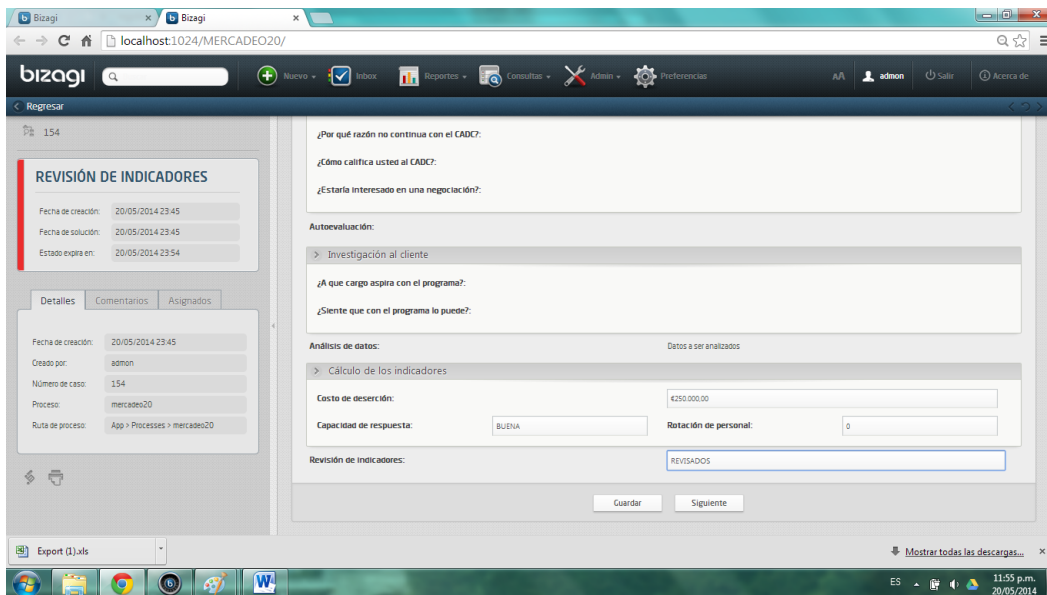 Bizagi
Bizagi
localhost:1024/MERCADEO20/
bizagi
Nuevo
Inbox
Reportes
Consultas
Admin
Preferencias
AA
admon
Salir
Acerca de
Regresar
154
REVISIÓN DE INDICADORES
Fecha de creación: 20/05/2014 23:45
Fecha de solución: 20/05/2014 23:45
Estado expira en: 20/05/2014 23:54
Detalles Comentarios Asignados
Fecha de creación: 20/05/2014 23:45
Creado por: admon
Número de caso: 154
Proceso: mercadeo20
Ruta de proceso: App > Processes > mercadeo20
¿Por qué razón no continua con el CADC?:
¿Cómo califica usted al CADC?:
¿Estaría interesado en una negociación?:
Autoevaluación:
> Investigación al cliente
¿A que cargo aspira con el programa?:
¿Siente que con el programa lo puede?:
Análisis de datos: Datos a ser analizados
> Cálculo de los indicadores
Costo de deserción: €250.000,00
Capacidad de respuesta: BUENA Rotación de personal: 0
Revisión de indicadores: REVISADOS
Guardar Siguiente
Export (1).xls
Mostrar todas las descargas...
ES
11:55 p.m.
20/05/2014